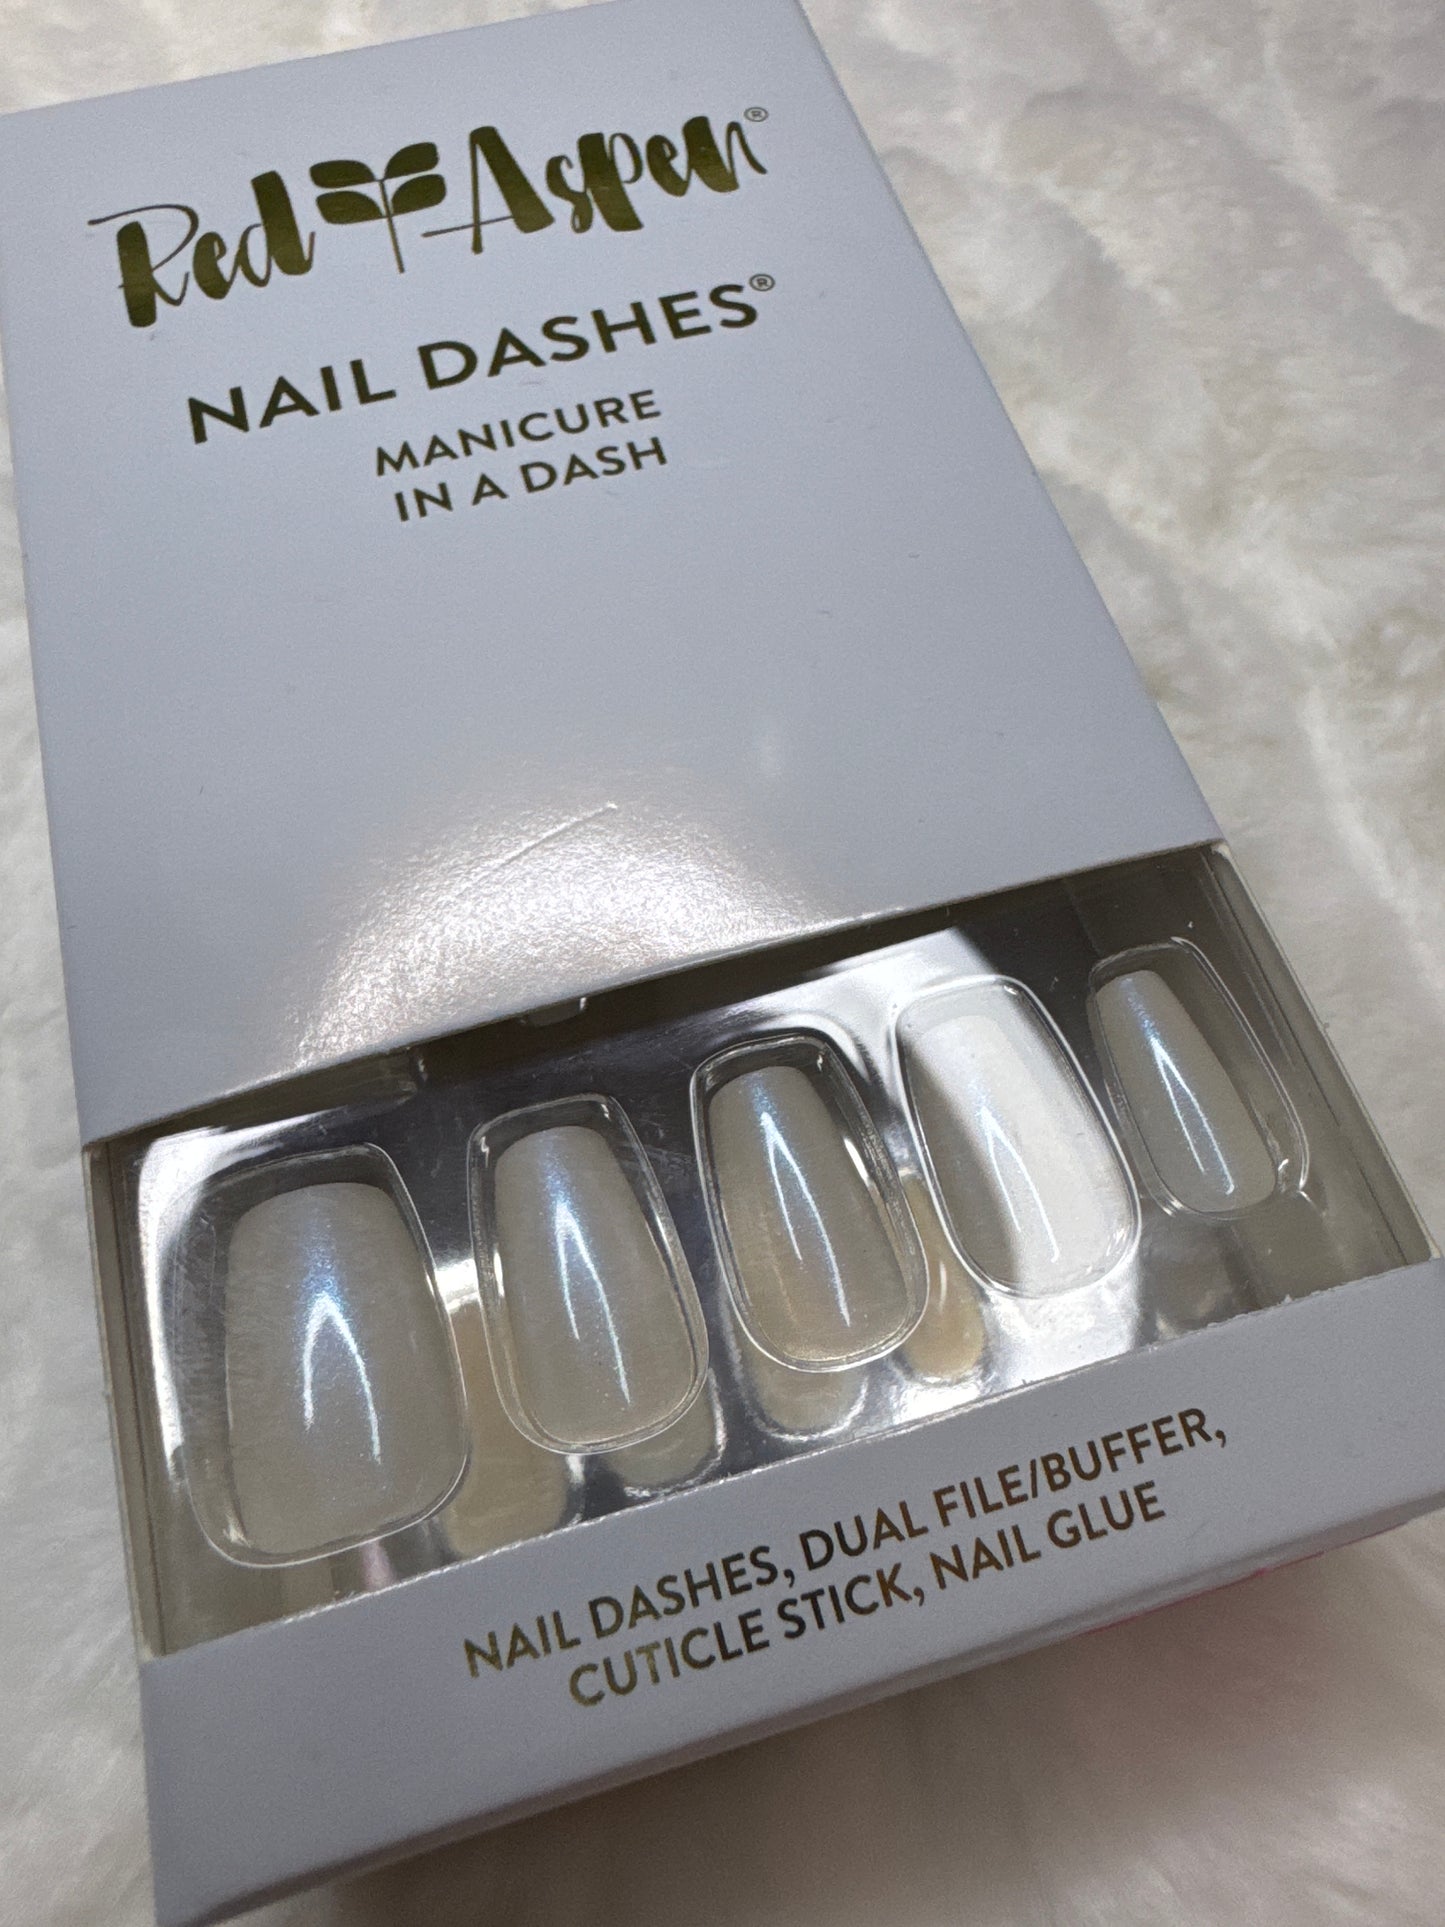 Red Aspen®
NAIL DASHES®
MANICURE
IN A DASH
NAIL DASHES, DUAL FILE/BUFFER,
CUTICLE STICK, NAIL GLUE